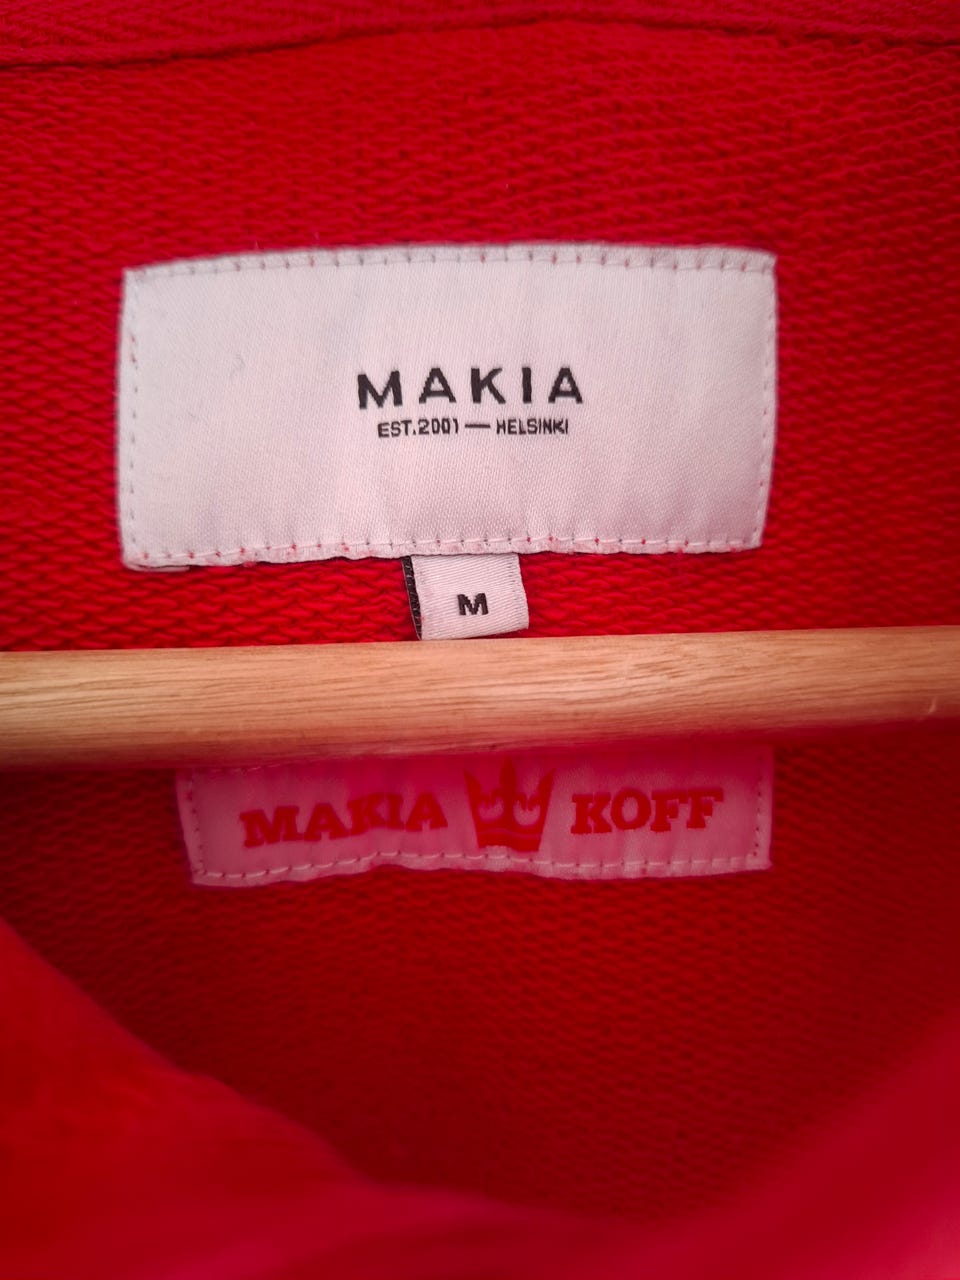 MAKIA
EST.2001 — HELSINKI
M
MAKIA KOFF